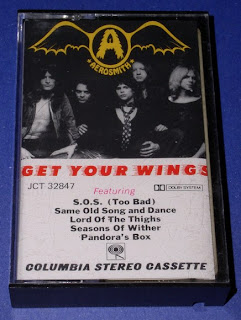 A
AEROSMITH
GET YOUR WINGS
JCT 32847
Featuring
DOLBY SYSTEM
S.O.S. (Too Bad)
Same Old Song and Dance
Lord Of The Thighs
Seasons Of Wither
Pandora's Box
COLUMBIA STEREO CASSETTE